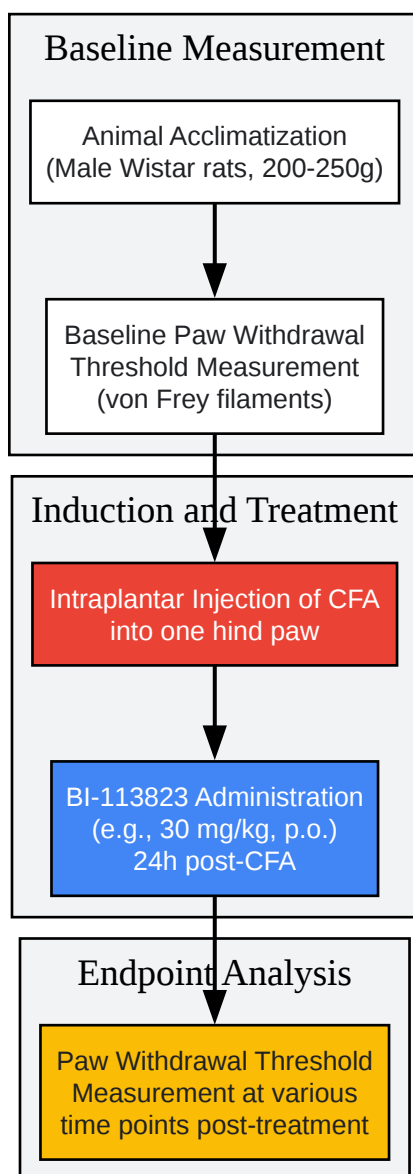 Baseline Measurement
Animal Acclimatization
(Male Wistar rats, 200-250g)
Baseline Paw Withdrawal
Threshold Measurement
(von Frey filaments)
Induction and Treatment
Intraplantar Injection of CFA
into one hind paw
BI-113823 Administration
(e.g., 30 mg/kg, p.o.)
24h post-CFA
Endpoint Analysis
Paw Withdrawal Threshold
Measurement at various
time points post-treatment